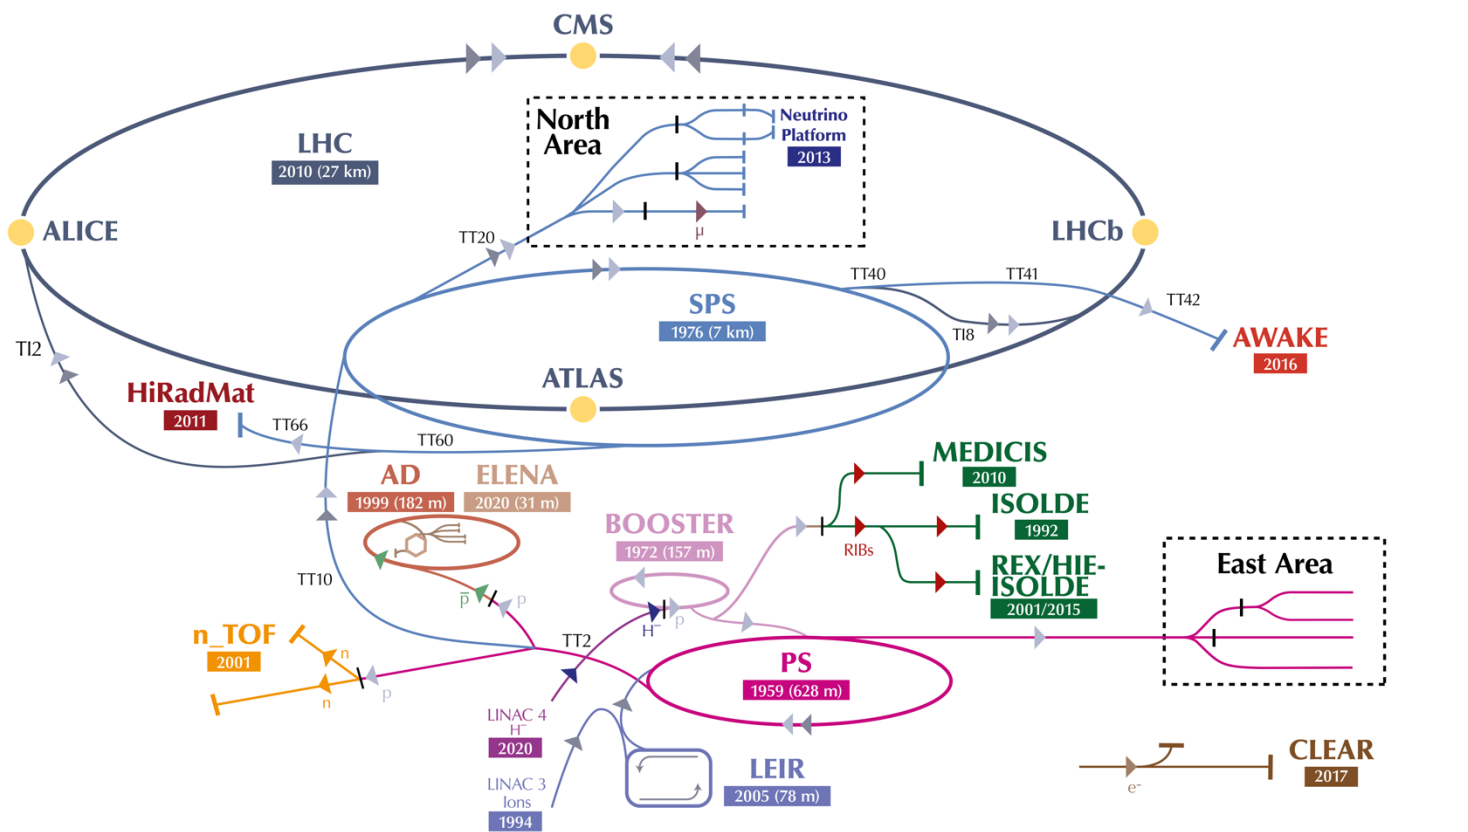 CMS
North
Area
Neutrino
Platform
2013
μ
LHC
2010 (27 km)
ALICE
LHCb
TT20
TT40
TT41
TT42
SPS
1976 (7 km)
TI8
AWAKE
2016
TI2
ATLAS
HiRadMat
2011
TT66
TT60
AD
1999 (182 m)
ELENA
2020 (31 m)
MEDICIS
2010
ISOLDE
1992
RIBs
REX/HIE-
ISOLDE
2001/2015
BOOSTER
1972 (157 m)
H⁻
p
East Area
TT10
p̅
p
TT2
n_TOF
2001
n
n
p
PS
1959 (628 m)
LINAC 4
H⁻
2020
LINAC 3
Ions
1994
LEIR
2005 (78 m)
CLEAR
2017
e⁻